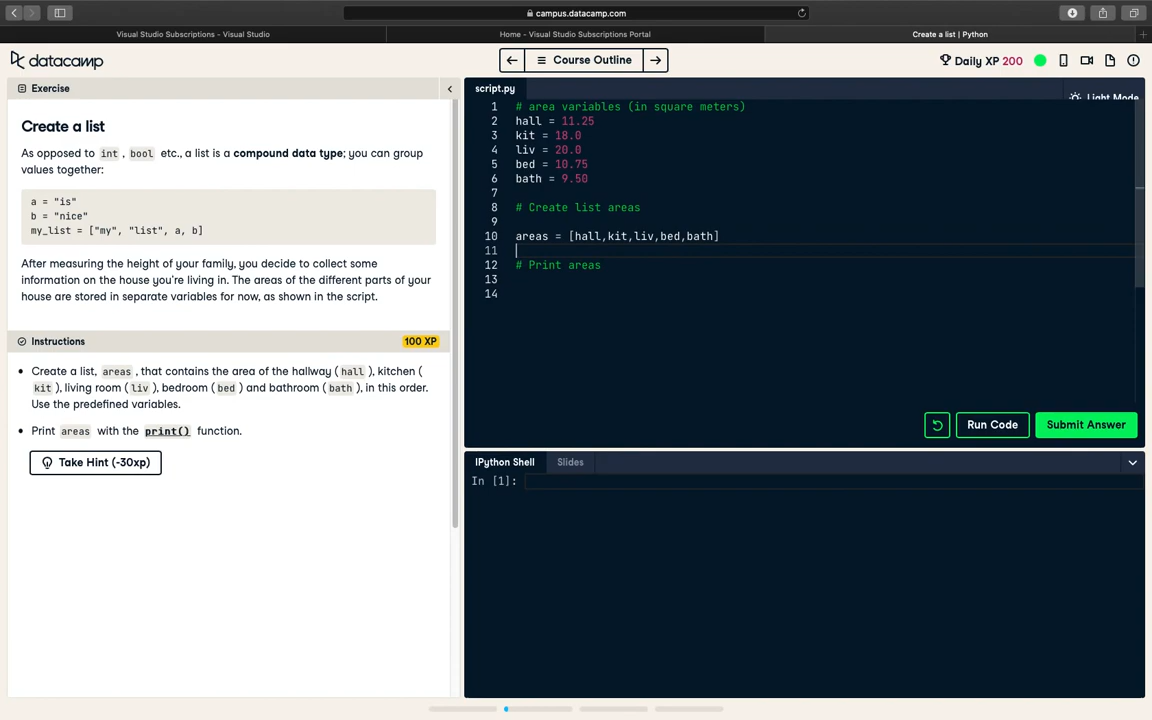 campus.datacamp.com
Visual Studio Subscriptions - Visual Studio
Home - Visual Studio Subscriptions Portal
Create a list | Python
datacamp
Course Outline
Daily XP 200
Exercise
Create a list
As opposed to int , bool etc., a list is a compound data type; you can group
values together:
a = "is"
b = "nice"
my_list = ["my", "list", a, b]
After measuring the height of your family, you decide to collect some
information on the house you're living in. The areas of the different parts of your
house are stored in separate variables for now, as shown in the script.
Instructions
100 XP
• Create a list, areas , that contains the area of the hallway ( hall ), kitchen (
kit ), living room ( liv ), bedroom ( bed ) and bathroom ( bath ), in this order.
Use the predefined variables.
• Print areas with the print() function.
Take Hint (-30xp)
script.py
Light Mode
1 # area variables (in square meters)
2 hall = 11.25
3 kit = 18.0
4 liv = 20.0
5 bed = 10.75
6 bath = 9.50
7
8 # Create list areas
9
10 areas = [hall,kit,liv,bed,bath]
11
12 # Print areas
13
14
Run Code
Submit Answer
IPython Shell
Slides
In [1]: